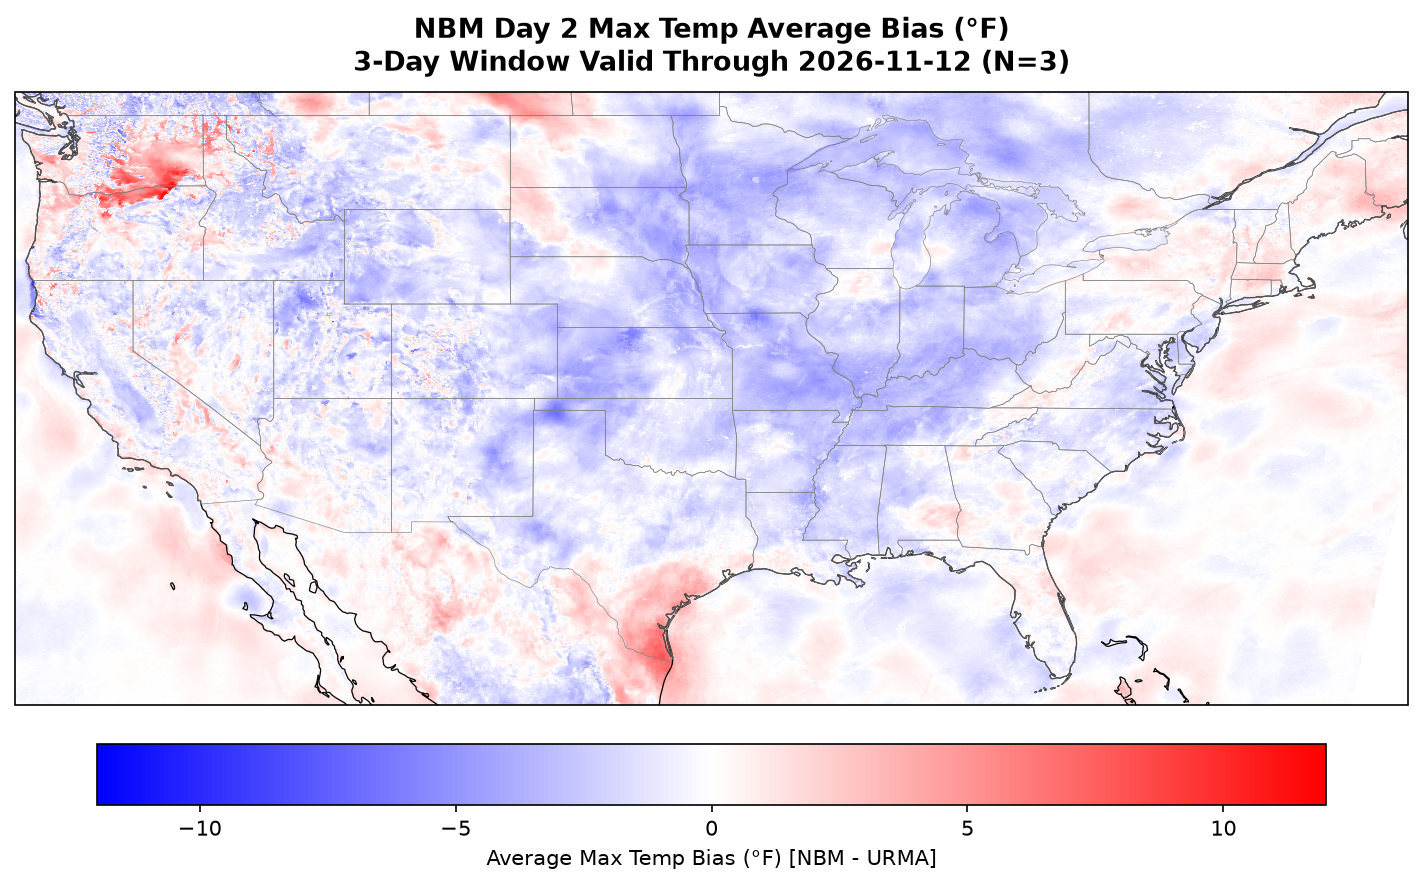 NBM Day 2 Max Temp Average Bias (°F)
3-Day Window Valid Through 2026-11-12 (N=3)
−10 −5 0 5 10
Average Max Temp Bias (°F) [NBM - URMA]